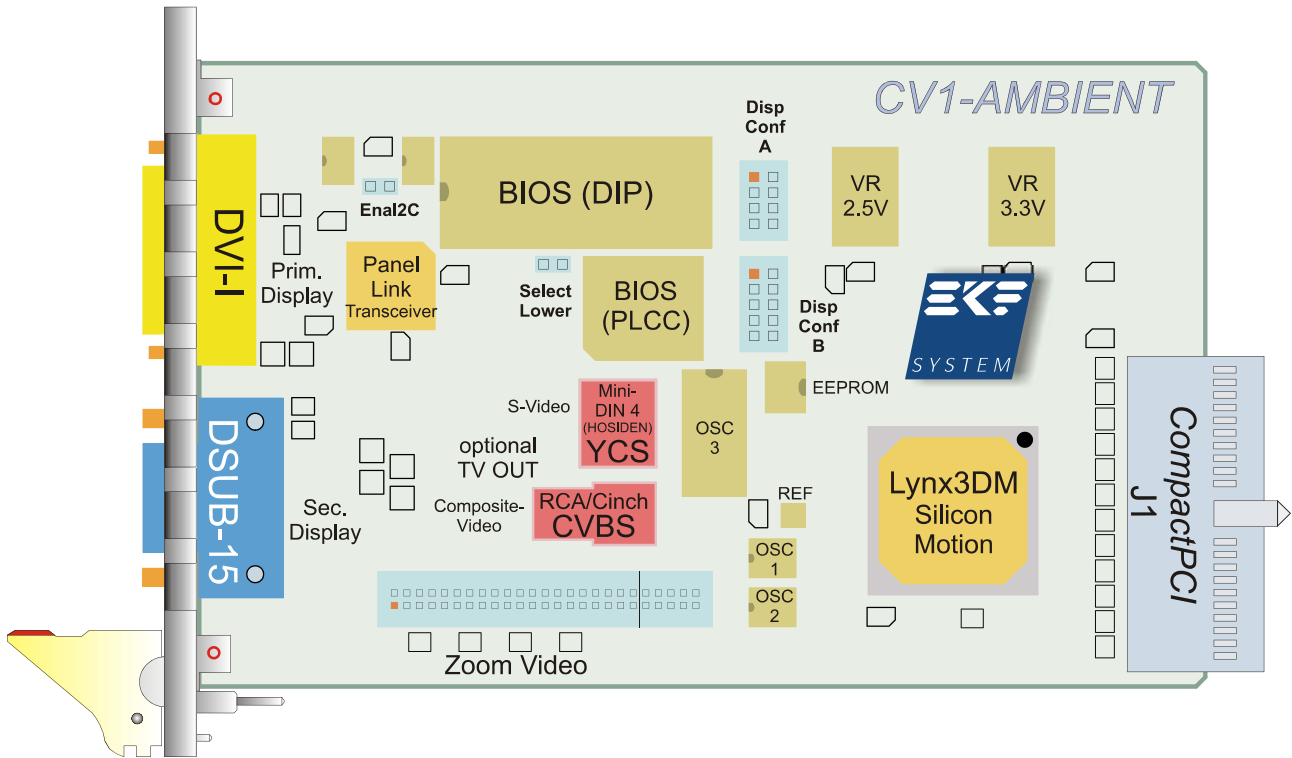 CV1-AMBIENT
Disp
Conf
A
VR
2.5V
VR
3.3V
BIOS (DIP)
EnaI2C
DVI-I
Prim.
Display
Panel
Link
Transceiver
Select
Lower
BIOS
(PLCC)
Disp
Conf
B
EKF
SYSTEM
EEPROM
S-Video
Mini-
DIN 4
(HOSIDEN)
YCS
OSC
3
optional
TV OUT
DSUB-15
Sec.
Display
Composite-
Video
RCA/Cinch
CVBS
REF
OSC
1
OSC
2
Lynx3DM
Silicon
Motion
CompactPCI
J1
Zoom Video